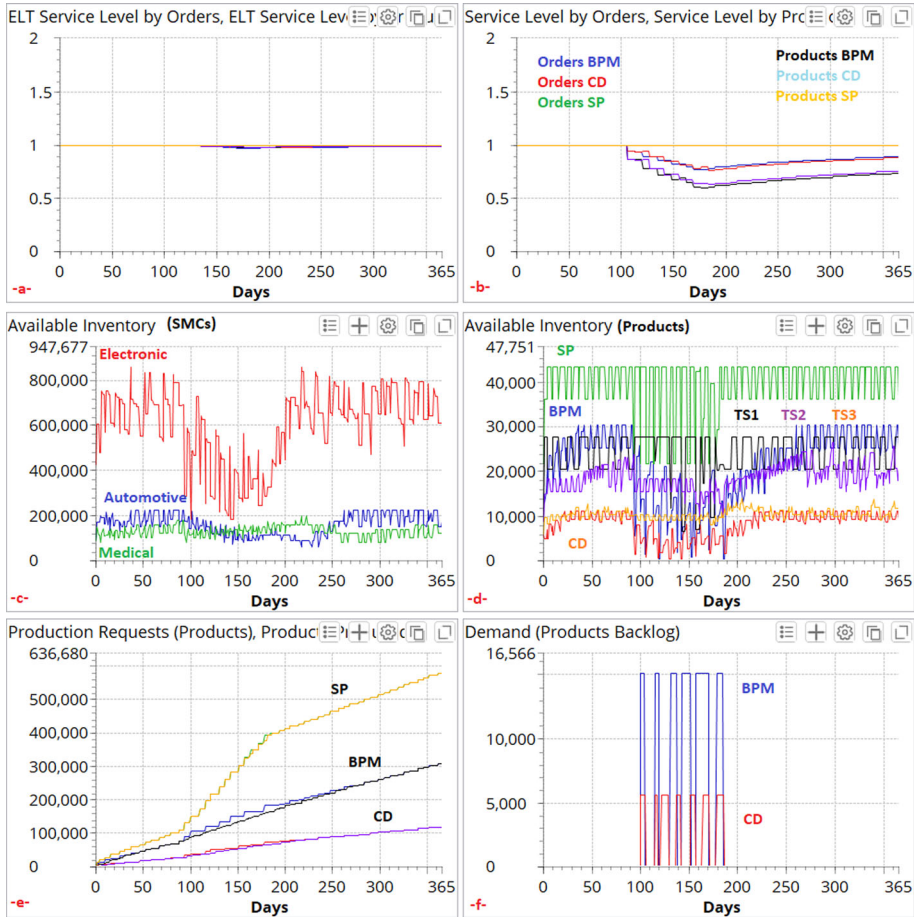 ELT Service Level by Orders, ELT Service Level by
2
1.5
1
0.5
0
0 50 100 150 200 250 300 365
-a- Days
Service Level by Orders, Service Level by
2
1.5
1
0.5
0
Orders BPM
Orders CD
Orders SP
Products BPM
Products CD
Products SP
0 50 100 150 200 250 300 365
-b- Days
Available Inventory (SMCs)
947,677
800,000
600,000
400,000
200,000
0
Electronic
Automotive
Medical
0 50 100 150 200 250 300 365
-c- Days
Available Inventory (Products)
47,751
40,000
30,000
20,000
10,000
0
SP
BPM
TS1 TS2 TS3
CD
0 50 100 150 200 250 300 365
-d- Days
Production Requests (Products),
636,680
500,000
400,000
300,000
200,000
100,000
0
SP
BPM
CD
0 50 100 150 200 250 300 365
-e- Days
Demand (Products Backlog)
16,566
10,000
5,000
0
BPM
CD
0 50 100 150 200 250 300 365
-f- Days